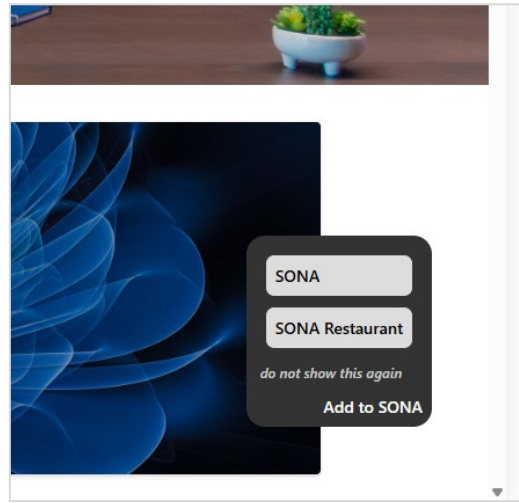 SONA
SONA Restaurant
do not show this again
Add to SONA